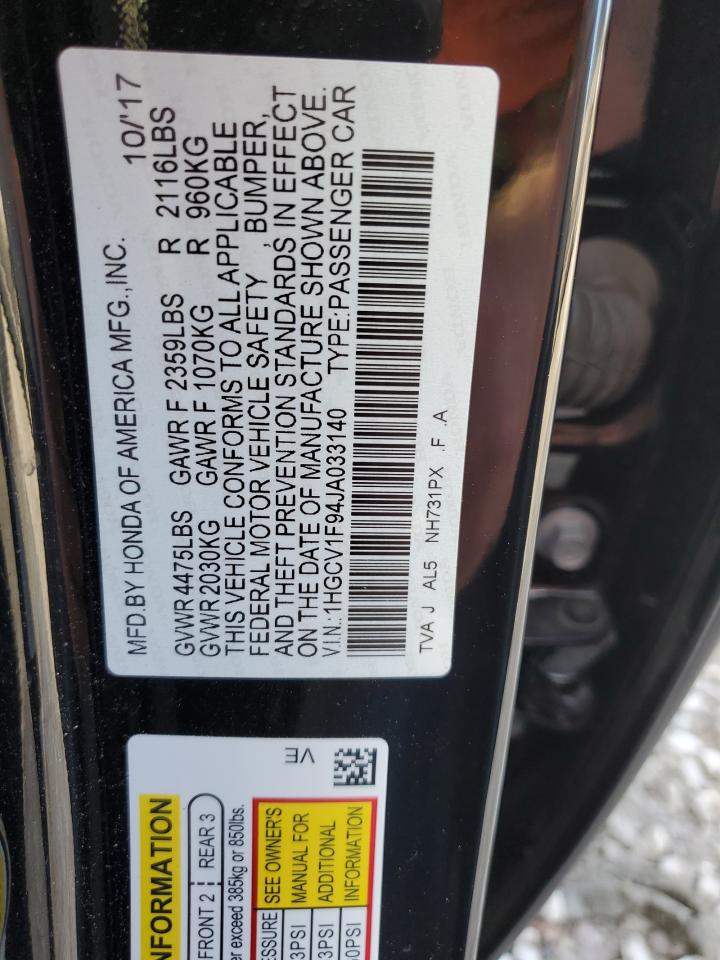 MFD.BY HONDA OF AMERICA MFG.,INC. 10/'17
GVWR 4475LBS GAWR F 2359LBS R 2116LBS
GVWR 2030KG GAWR F 1070KG R 960KG
THIS VEHICLE CONFORMS TO ALL APPLICABLE
FEDERAL MOTOR VEHICLE SAFETY , BUMPER,
AND THEFT PREVENTION STANDARDS IN EFFECT
ON THE DATE OF MANUFACTURE SHOWN ABOVE.
V.I.N.:1HGCV1F94JA033140 TYPE:PASSENGER CAR
TVA J AL5 NH731PX .F .A
VE
FRONT 2 REAR 3
exceed 385kg or 850lbs.
SEE OWNER'S
MANUAL FOR
ADDITIONAL
INFORMATION